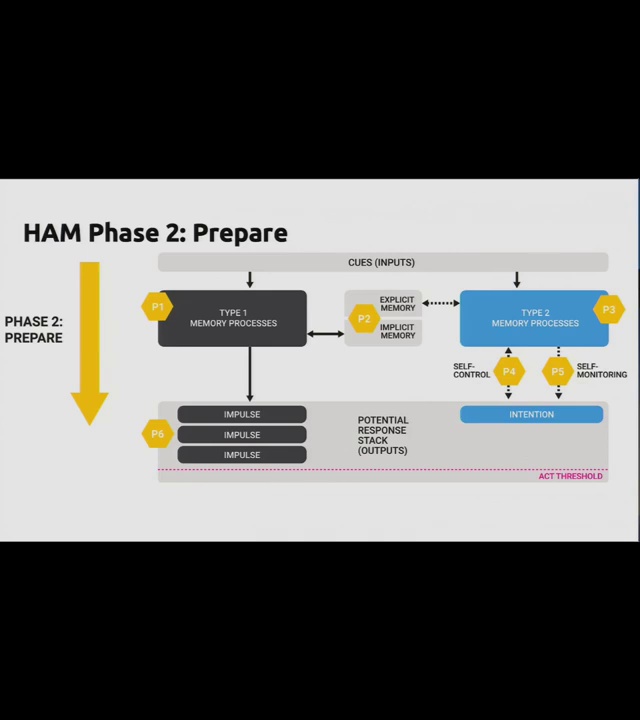 HAM Phase 2: Prepare
CUES (INPUTS)
PHASE 2:
PREPARE
P1
TYPE 1
MEMORY PROCESSES
P2
EXPLICIT
MEMORY
IMPLICIT
MEMORY
TYPE 2
MEMORY PROCESSES
P3
SELF-
CONTROL
P4
P5
SELF-
MONITORING
P6
IMPULSE
IMPULSE
IMPULSE
POTENTIAL
RESPONSE
STACK
(OUTPUTS)
INTENTION
ACT THRESHOLD